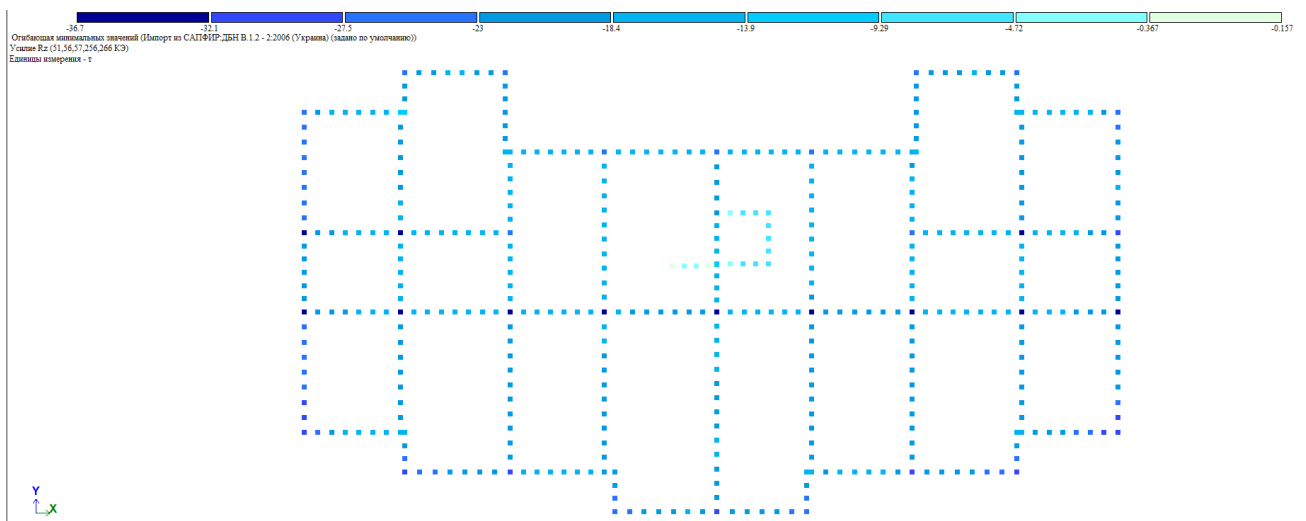 -36.7 -32.1 -27.5 -23 -18.4 -13.9 -9.29 -4.72 -0.367 -0.157
Огибающая минимальных значений (Импорт из САПФИР:ДБН В.1.2 - 2:2006 (Украина) (задано по умолчанию))
Усилие Rz (51,56,57,256,266 КЭ)
Единицы измерения - т
Y
X